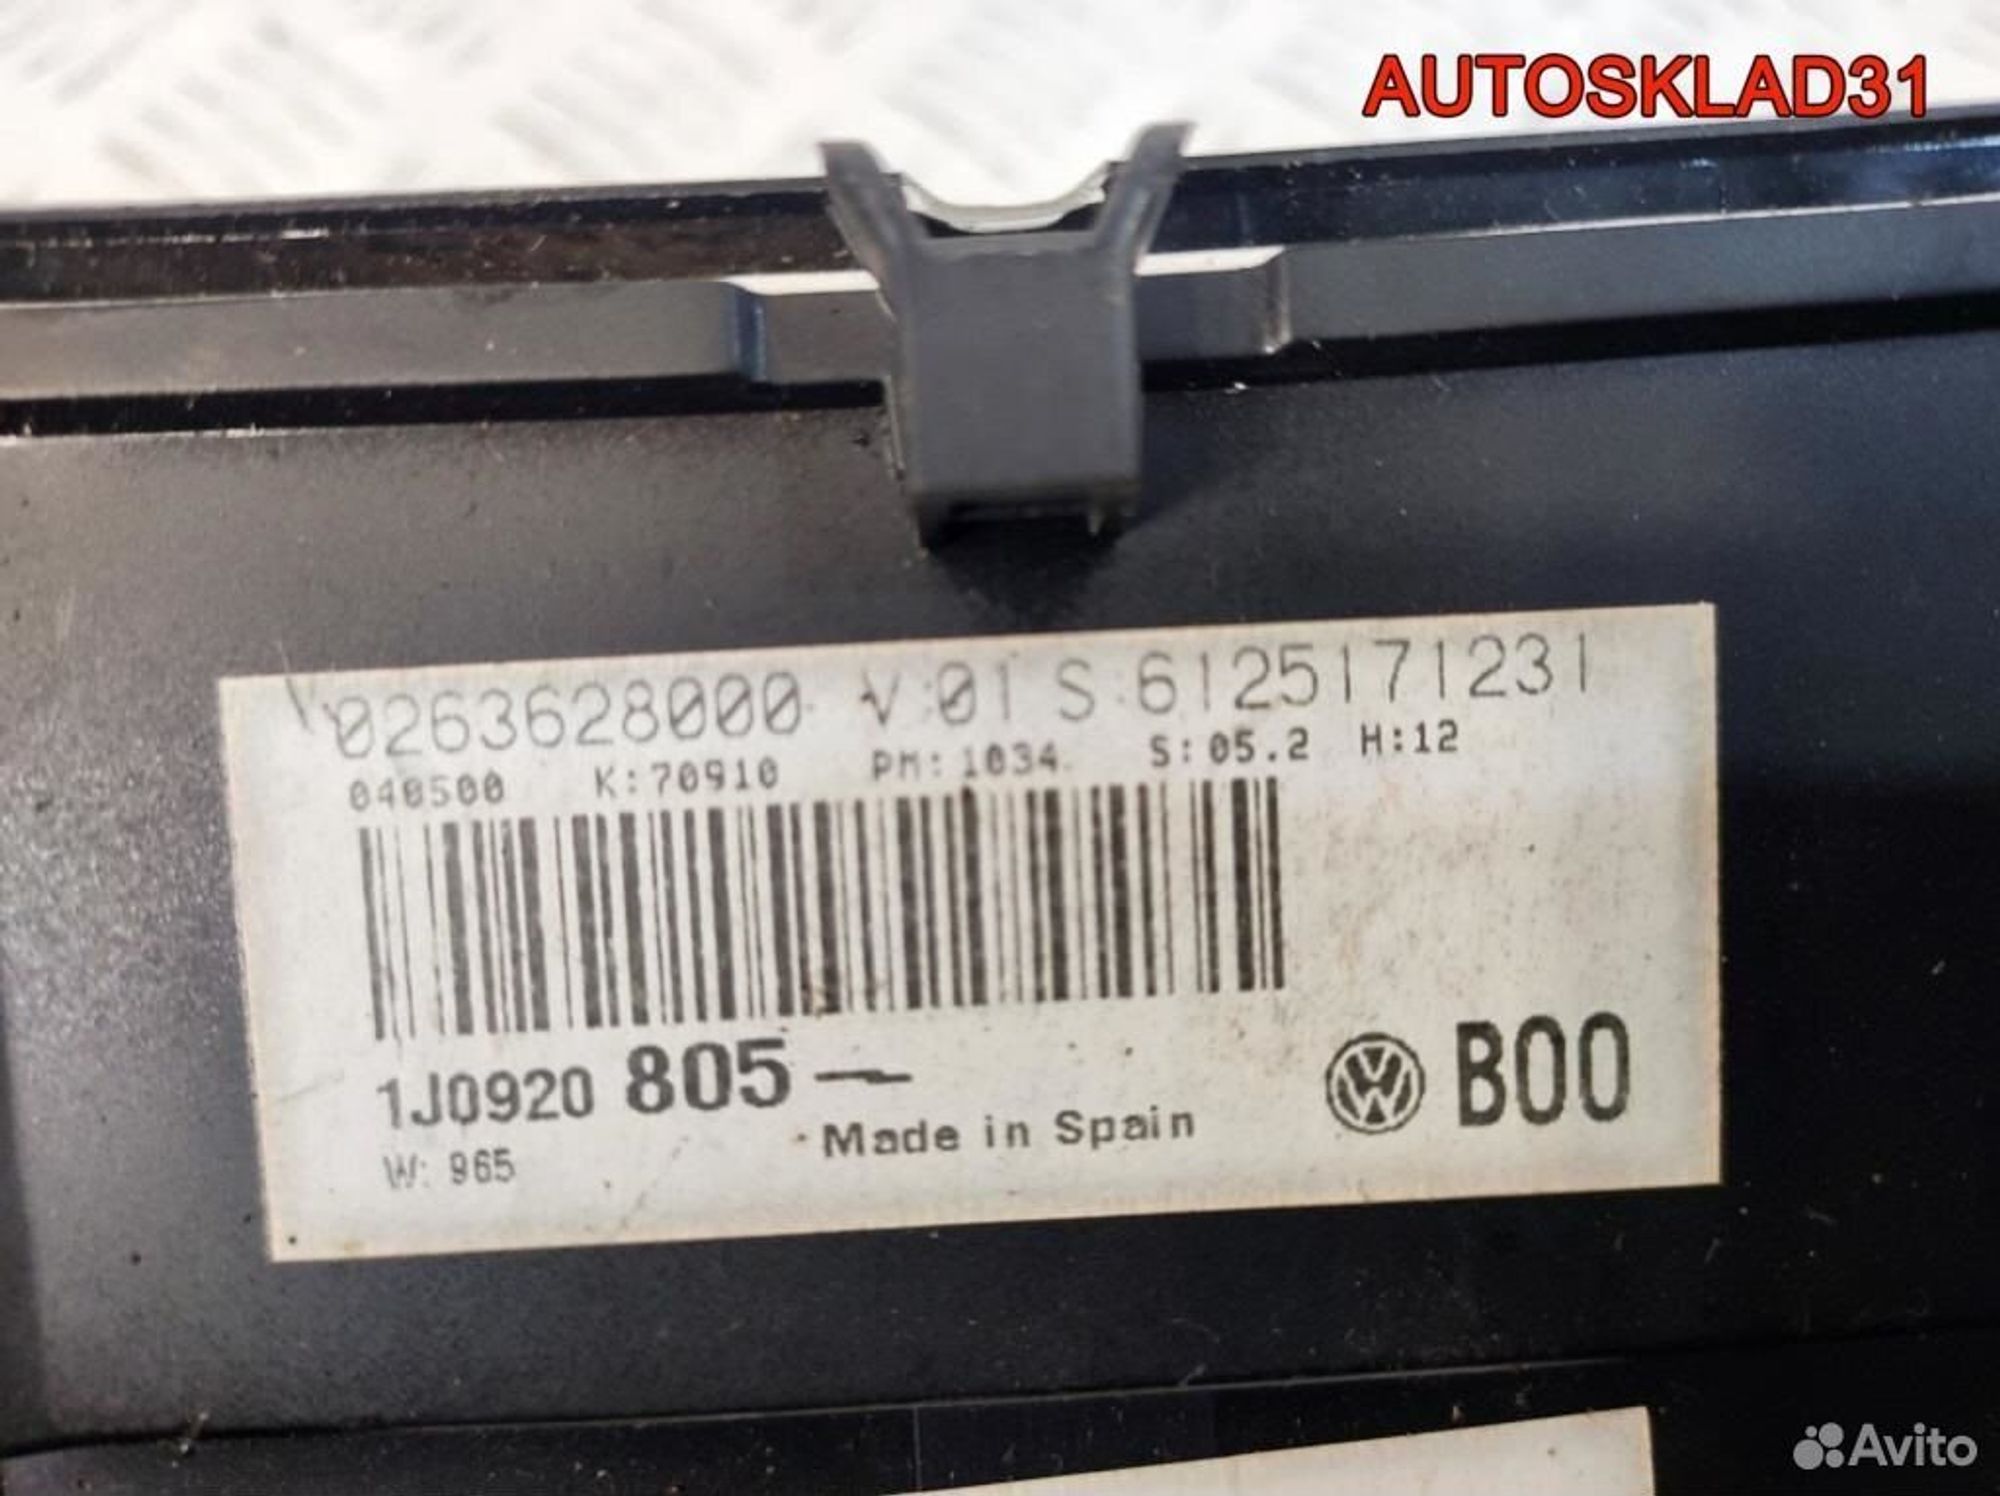 AUTOSKLAD31
0263628000 V:01 S:6125171231
040500 K:70910 PM:1034 S:05.2 H:12
1J0920 805
Made in Spain
W: 965
VW B00
Avito